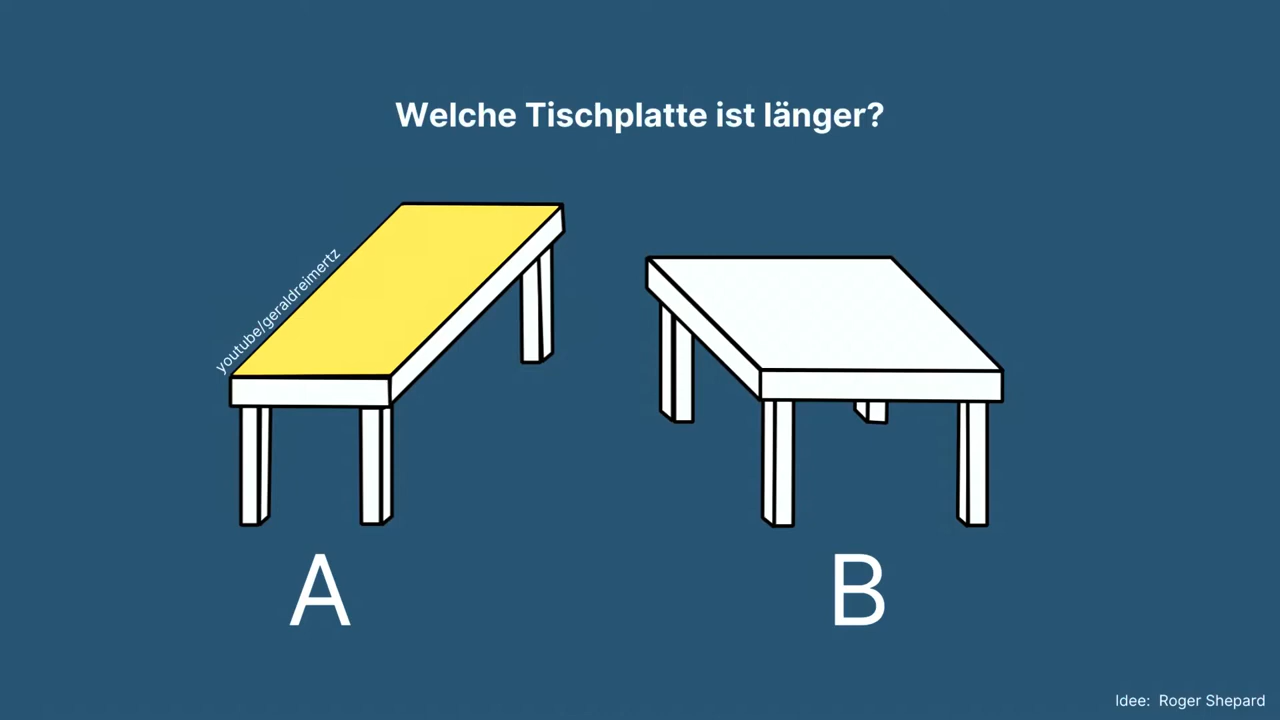 Welche Tischplatte ist länger?
youtube/geraldreimertz
A
B
Idee: Roger Shepard